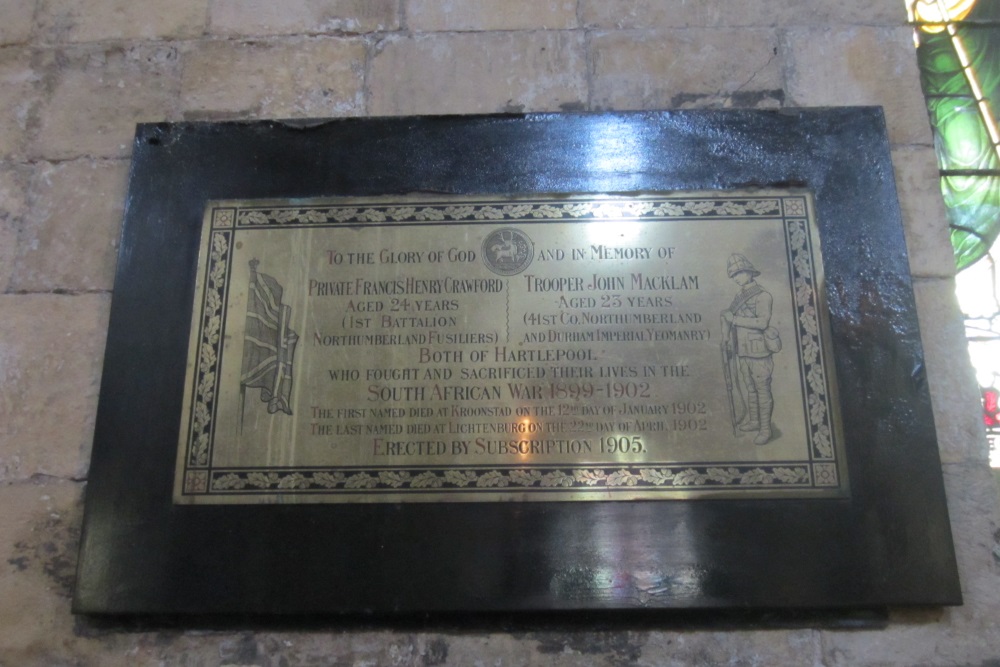 To the Glory of God and in Memory of
Private Francis Henry Crawford
Aged 24 years
(1st Battalion
Northumberland Fusiliers)
Trooper John Macklam
Aged 23 years
(41st Co. Northumberland
and Durham Imperial Yeomanry)
Both of Hartlepool.
who fought and sacrificed their lives in the
South African War 1899-1902
The first named died at Kroonstad on the 12th day of January 1902
The last named died at Lichtenburg on the 22nd day of April 1902
Erected by Subscription 1905.